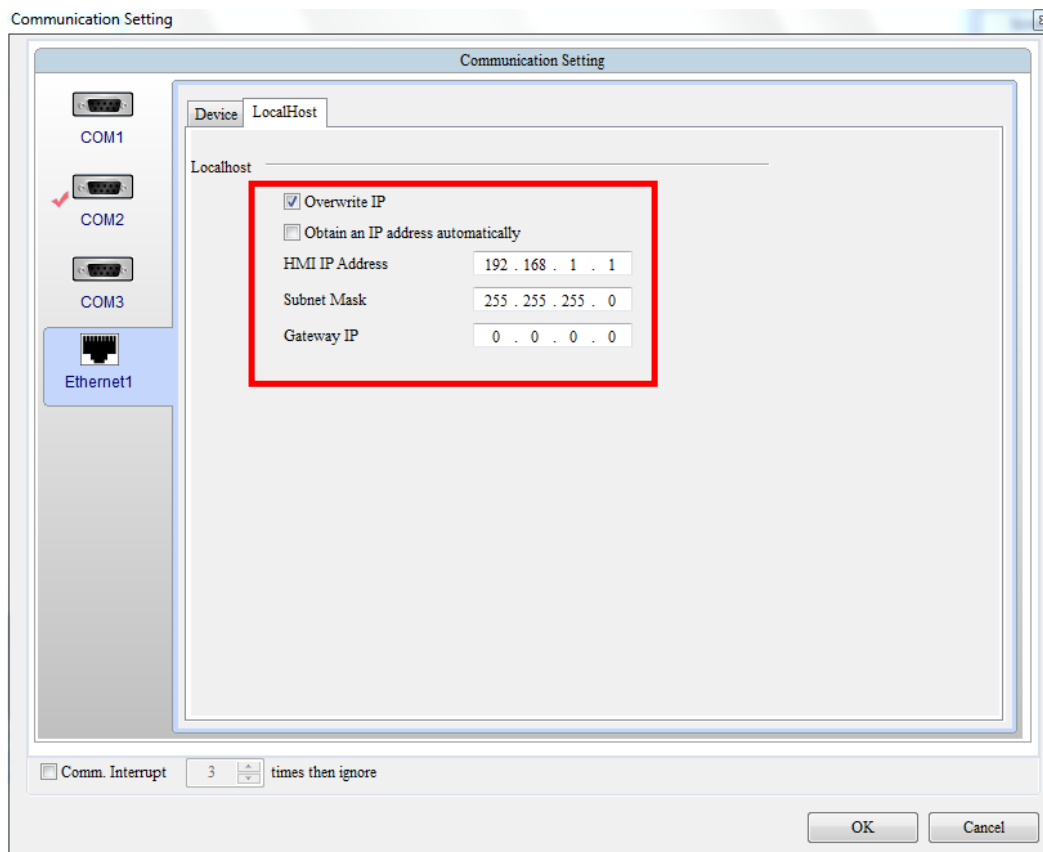 Communication Setting
Communication Setting
COM1
COM2
COM3
Ethernet1
Device LocalHost
Localhost
Overwrite IP
Obtain an IP address automatically
HMI IP Address 192 . 168 . 1 . 1
Subnet Mask 255 . 255 . 255 . 0
Gateway IP 0 . 0 . 0 . 0
Comm. Interrupt 3 times then ignore
OK Cancel